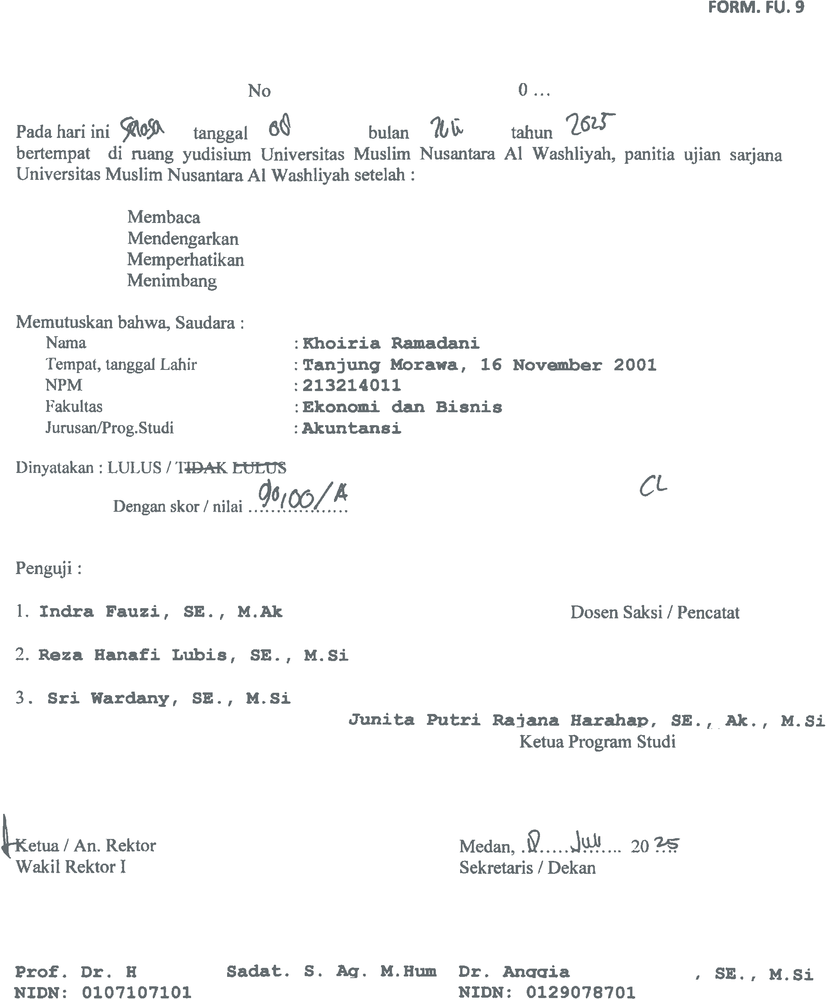 FORM. FU. 9
No 0 ...
Pada hari ini Selasa tanggal 08 bulan Juli tahun 2025
bertempat di ruang yudisium Universitas Muslim Nusantara Al Washliyah, panitia ujian sarjana
Universitas Muslim Nusantara Al Washliyah setelah :
Membaca
Mendengarkan
Memperhatikan
Menimbang
Memutuskan bahwa, Saudara :
Nama : Khoiria Ramadani
Tempat, tanggal Lahir : Tanjung Morawa, 16 November 2001
NPM : 213214011
Fakultas : Ekonomi dan Bisnis
Jurusan/Prog.Studi : Akuntansi
Dinyatakan : LULUS / TIDAK LULUS
Dengan skor / nilai 90,00/A
Penguji :
1. Indra Fauzi, SE., M.Ak Dosen Saksi / Pencatat
2. Reza Hanafi Lubis, SE., M.Si
3. Sri Wardany, SE., M.Si
Junita Putri Rajana Harahap, SE., Ak., M.Si
Ketua Program Studi
Ketua / An. Rektor Medan, 8 Juli 2025
Wakil Rektor I Sekretaris / Dekan
Prof. Dr. H Sadat. S. Ag. M.Hum Dr. Anggia , SE., M.Si
NIDN: 0107107101 NIDN: 0129078701